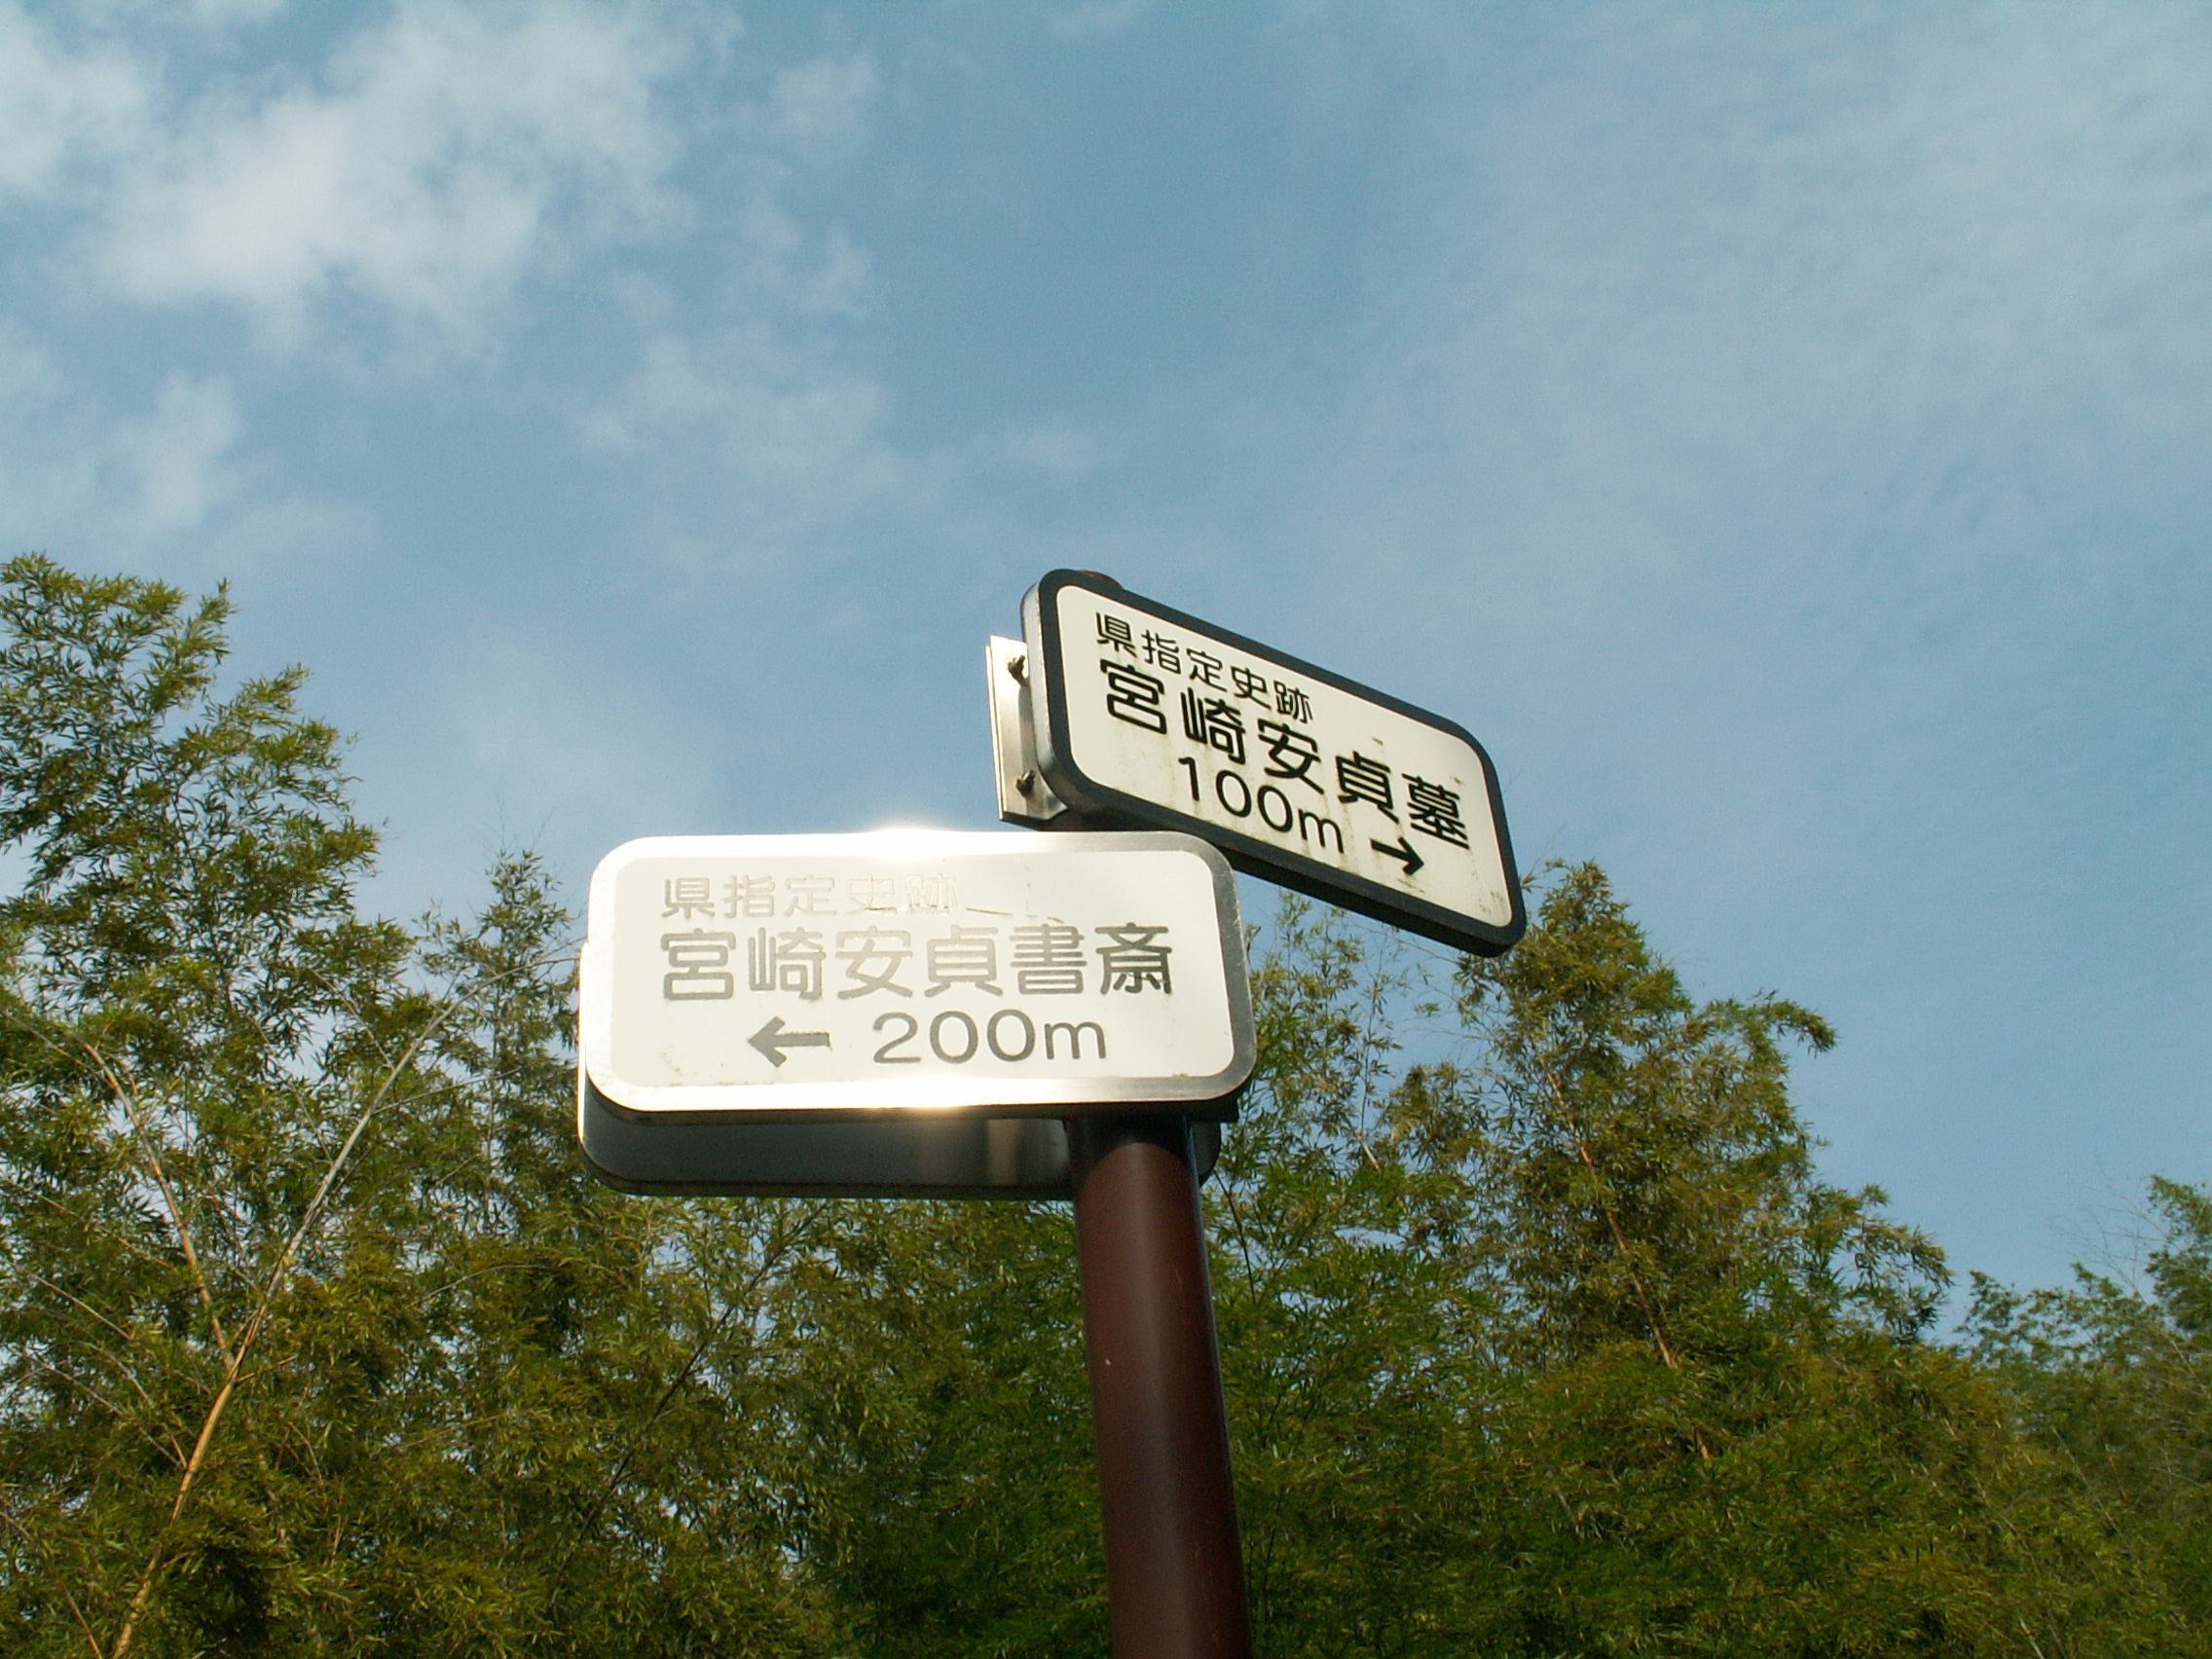 県指定史跡
宮崎安貞墓
100m →
県指定史跡
宮崎安貞書斎
← 200m